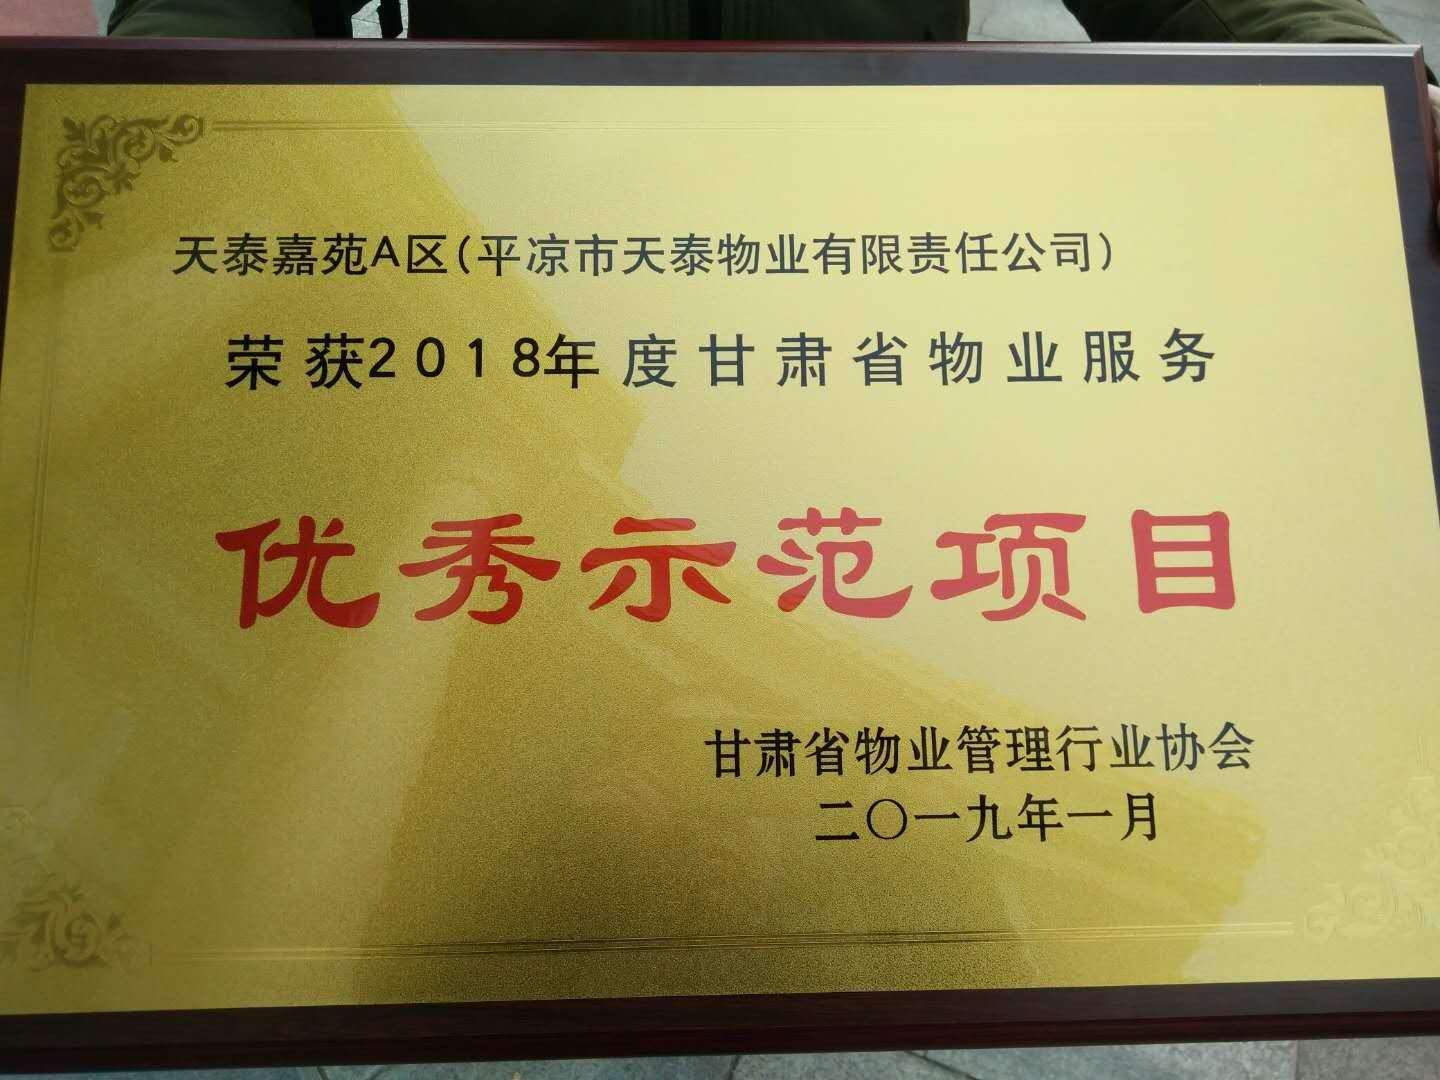 天泰嘉苑A区(平凉市天泰物业有限责任公司)
荣获2018年度甘肃省物业服务
优秀示范项目
甘肃省物业管理行业协会
二〇一九年一月